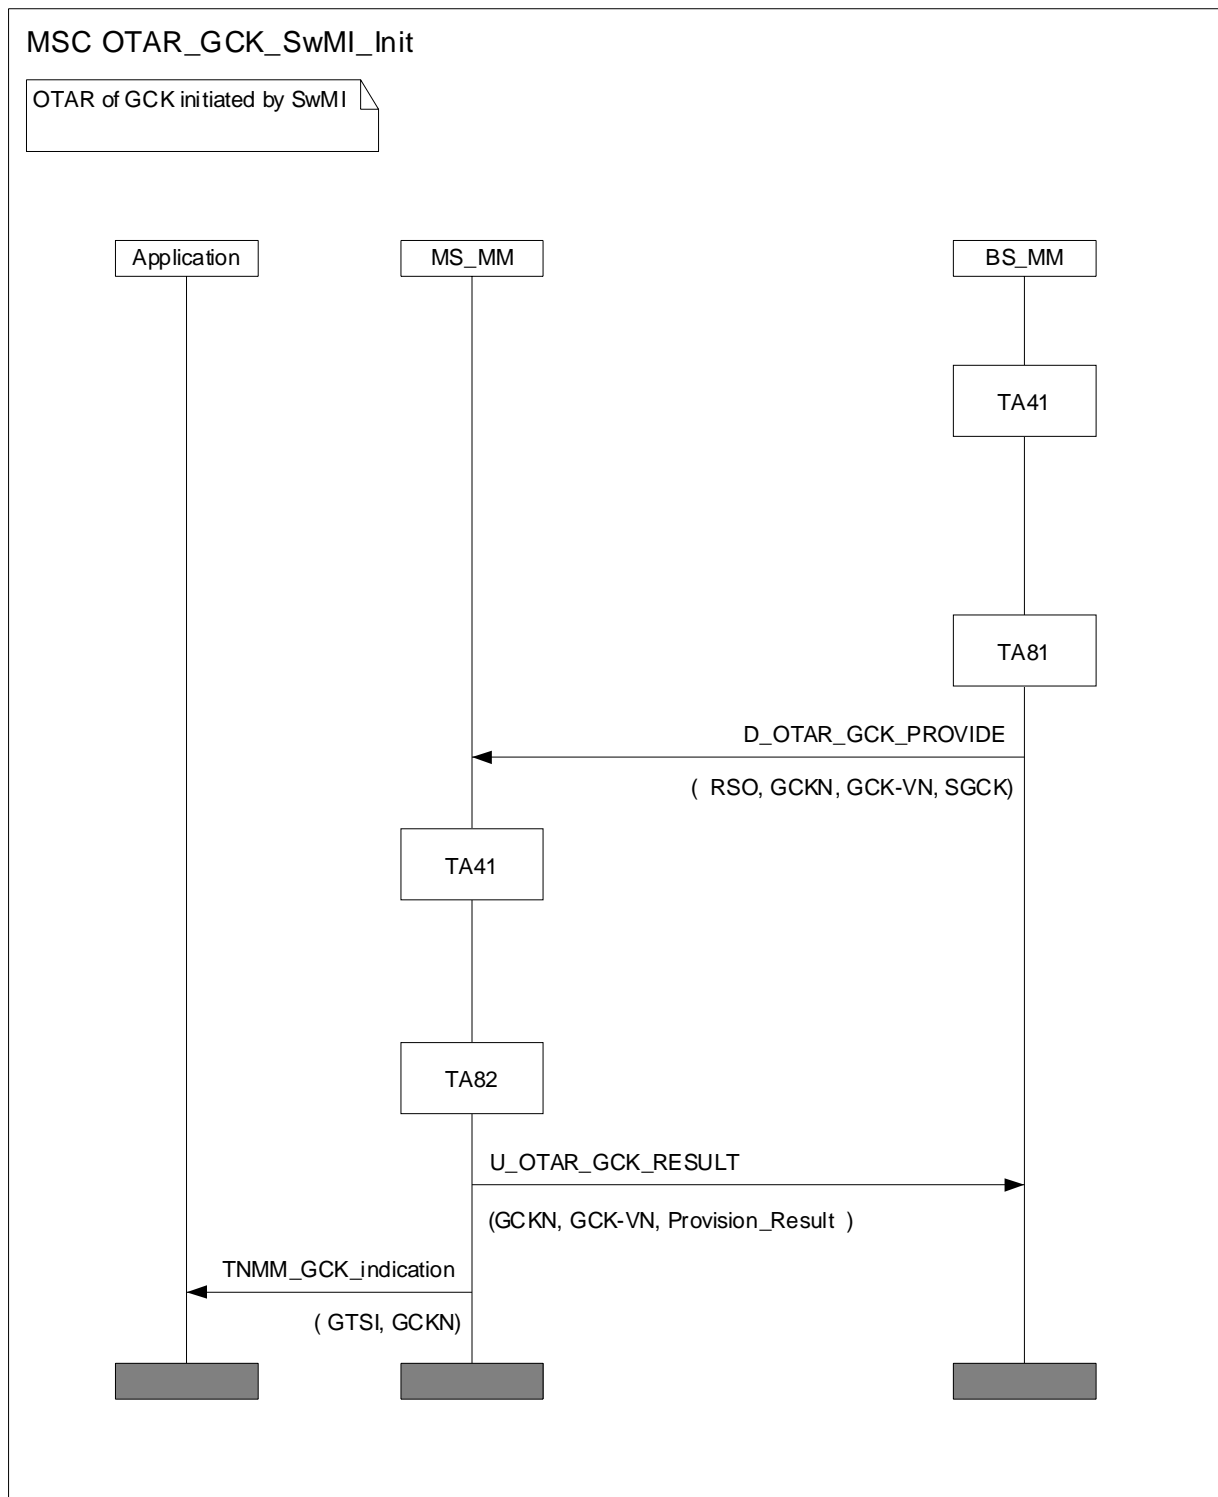 MSC OTAR_GCK_SwMI_Init
OTAR of GCK initiated by SwMI
Application
MS_MM
BS_MM
TA41
TA81
D_OTAR_GCK_PROVIDE
( RSO, GCKN, GCK-VN, SGCK)
TA41
TA82
U_OTAR_GCK_RESULT
(GCKN, GCK-VN, Provision_Result )
TNMM_GCK_indication
( GTSI, GCKN)